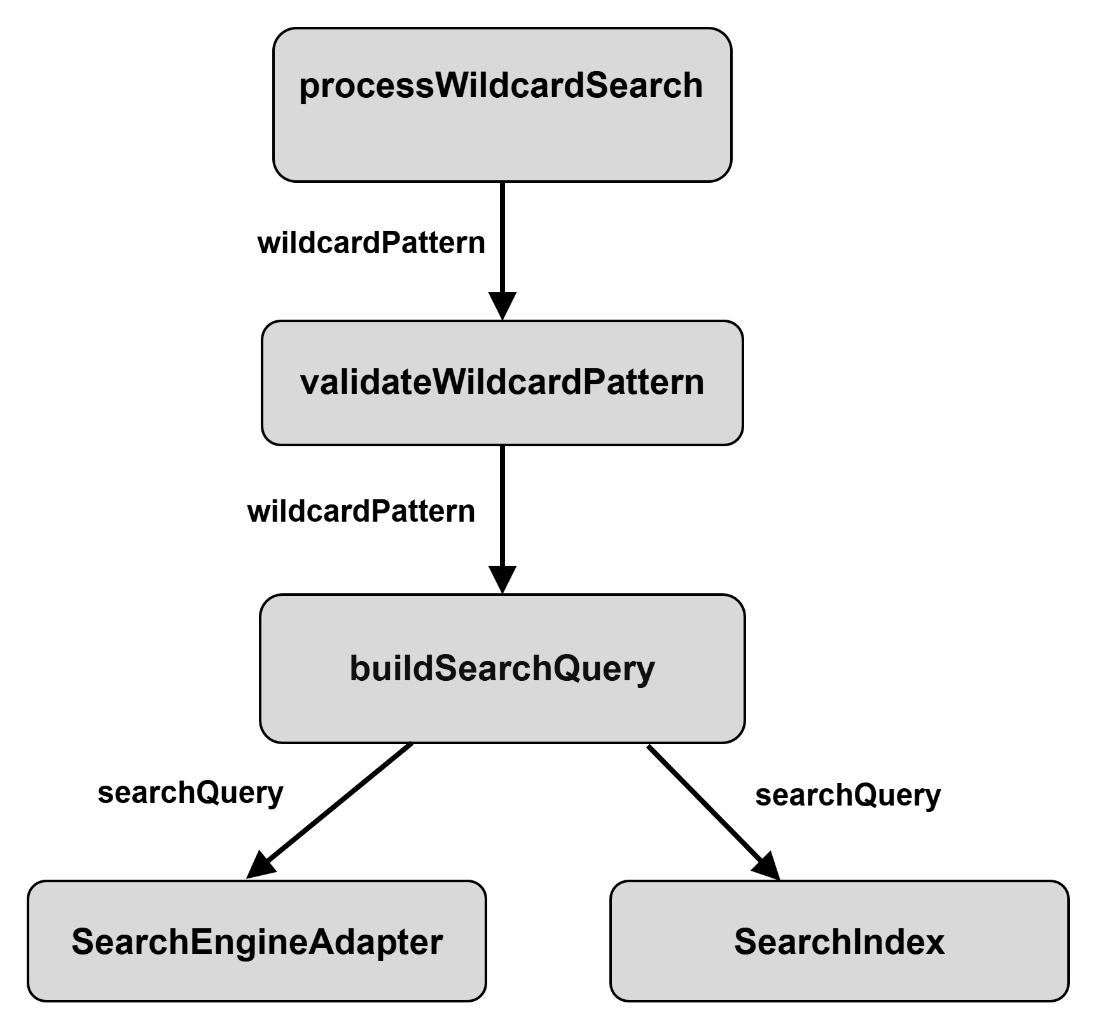 processWildcardSearch
wildcardPattern
validateWildcardPattern
wildcardPattern
buildSearchQuery
searchQuery
searchQuery
SearchEngineAdapter
SearchIndex